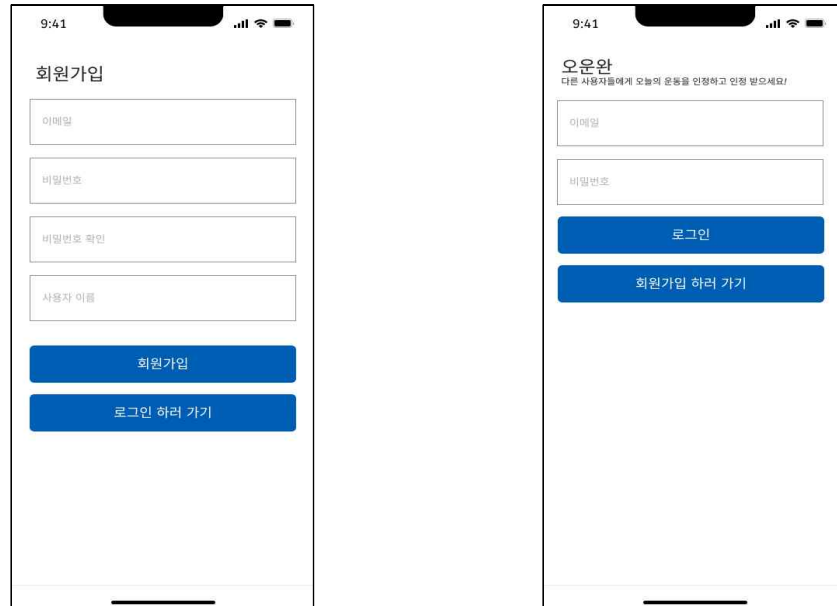 9:41
회원가입
이메일
비밀번호
비밀번호 확인
사용자 이름
회원가입
로그인 하러 가기
9:41
오운완
다른 사용자들에게 오늘의 운동을 인정하고 인정 받으세요!
이메일
비밀번호
로그인
회원가입 하러 가기